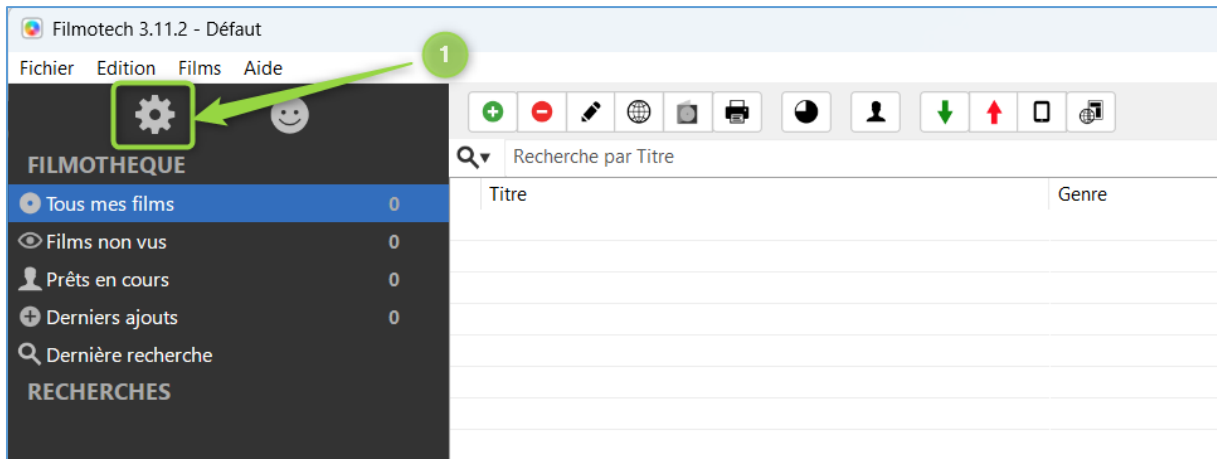 Filmotech 3.11.2 - Défaut
1
Fichier Edition Films Aide
FILMOTHEQUE
Recherche par Titre
Titre Genre
Tous mes films 0
Films non vus 0
Prêts en cours 0
Derniers ajouts 0
Dernière recherche
RECHERCHES